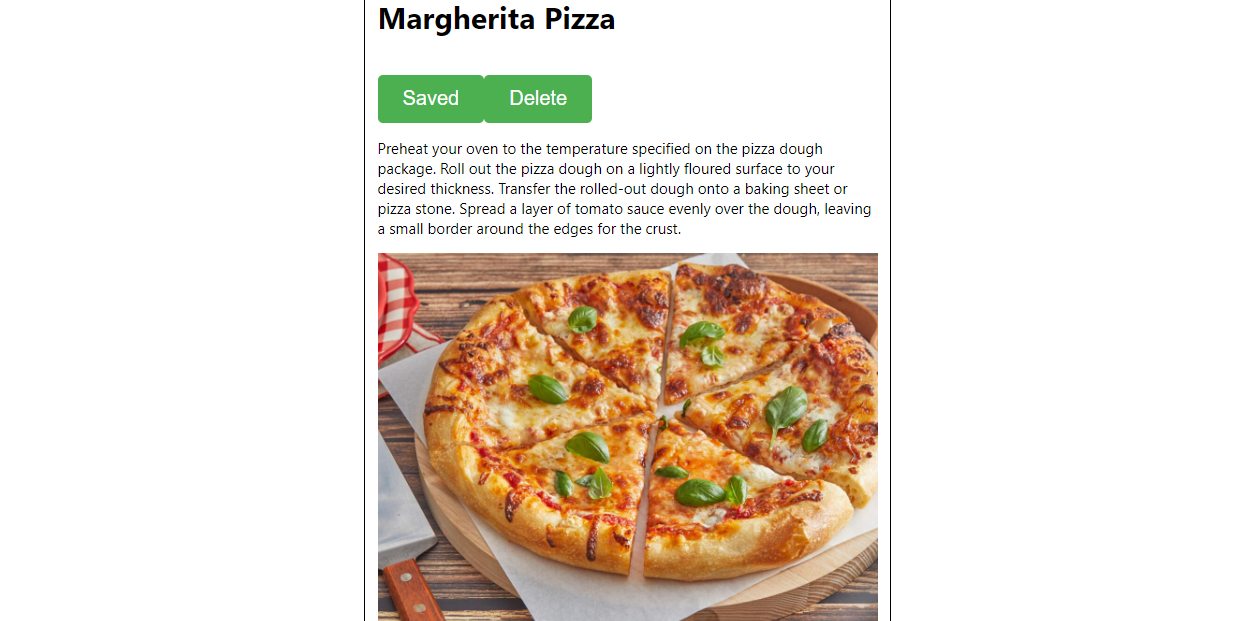 Margherita Pizza
Saved Delete
Preheat your oven to the temperature specified on the pizza dough
package. Roll out the pizza dough on a lightly floured surface to your
desired thickness. Transfer the rolled-out dough onto a baking sheet or
pizza stone. Spread a layer of tomato sauce evenly over the dough, leaving
a small border around the edges for the crust.